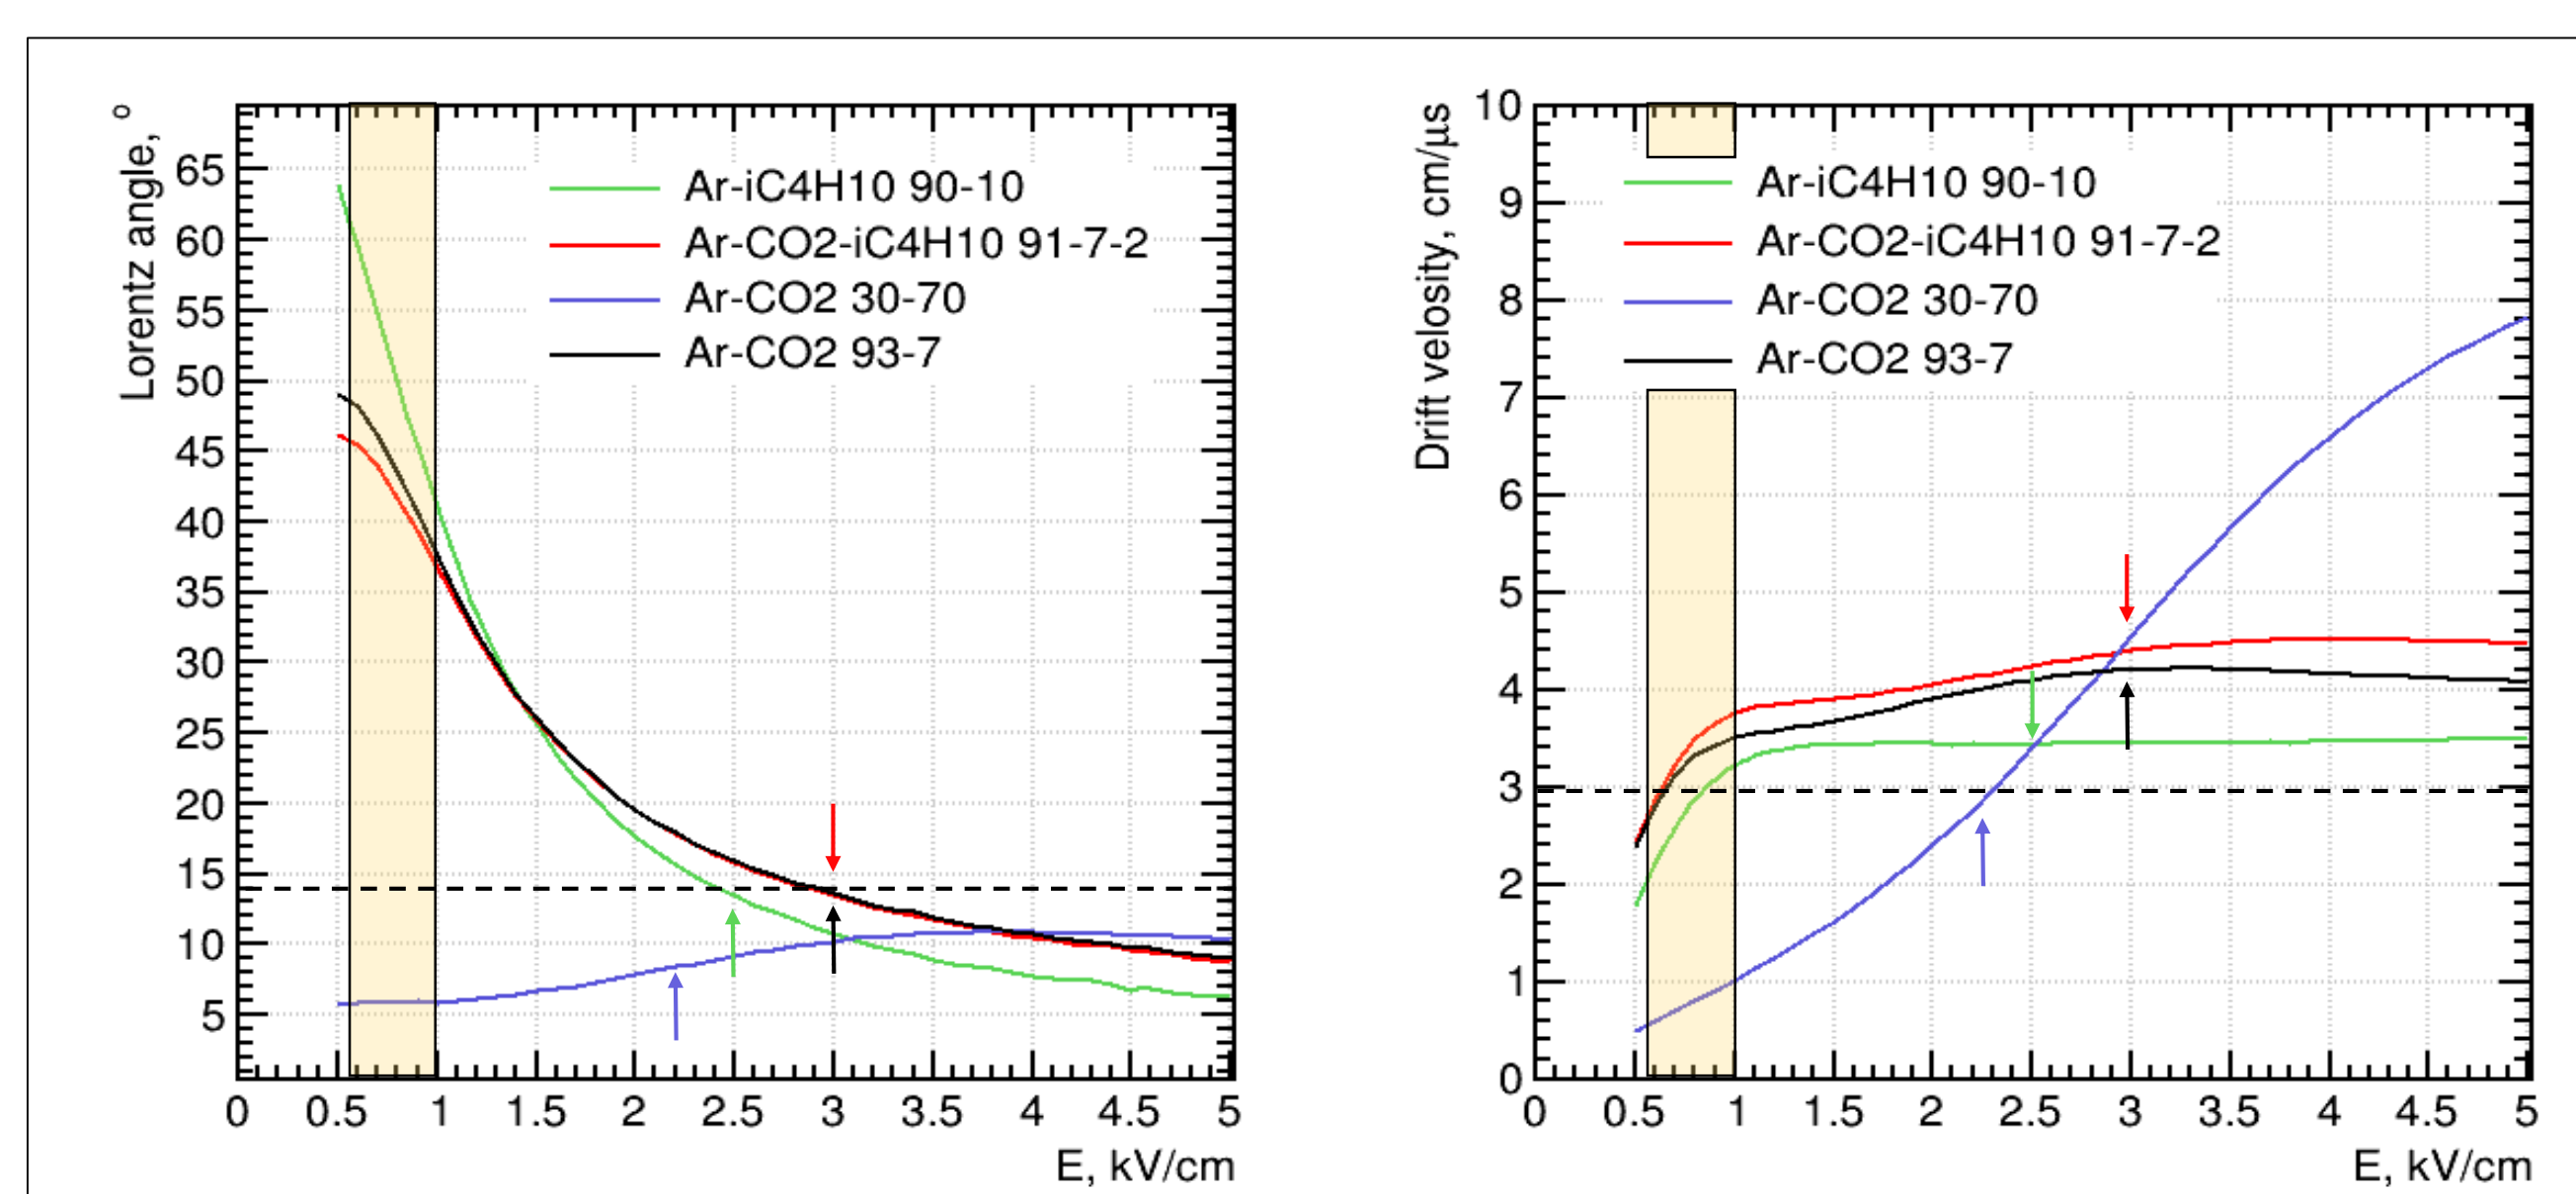 Lorentz angle, °
65
60
55
50
45
40
35
30
25
20
15
10
5
0 0.5 1 1.5 2 2.5 3 3.5 4 4.5 5
E, kV/cm
Ar-iC4H10 90-10
Ar-CO2-iC4H10 91-7-2
Ar-CO2 30-70
Ar-CO2 93-7
Drift velosity, cm/μs
10
9
8
7
6
5
4
3
2
1
0
0 0.5 1 1.5 2 2.5 3 3.5 4 4.5 5
E, kV/cm
Ar-iC4H10 90-10
Ar-CO2-iC4H10 91-7-2
Ar-CO2 30-70
Ar-CO2 93-7